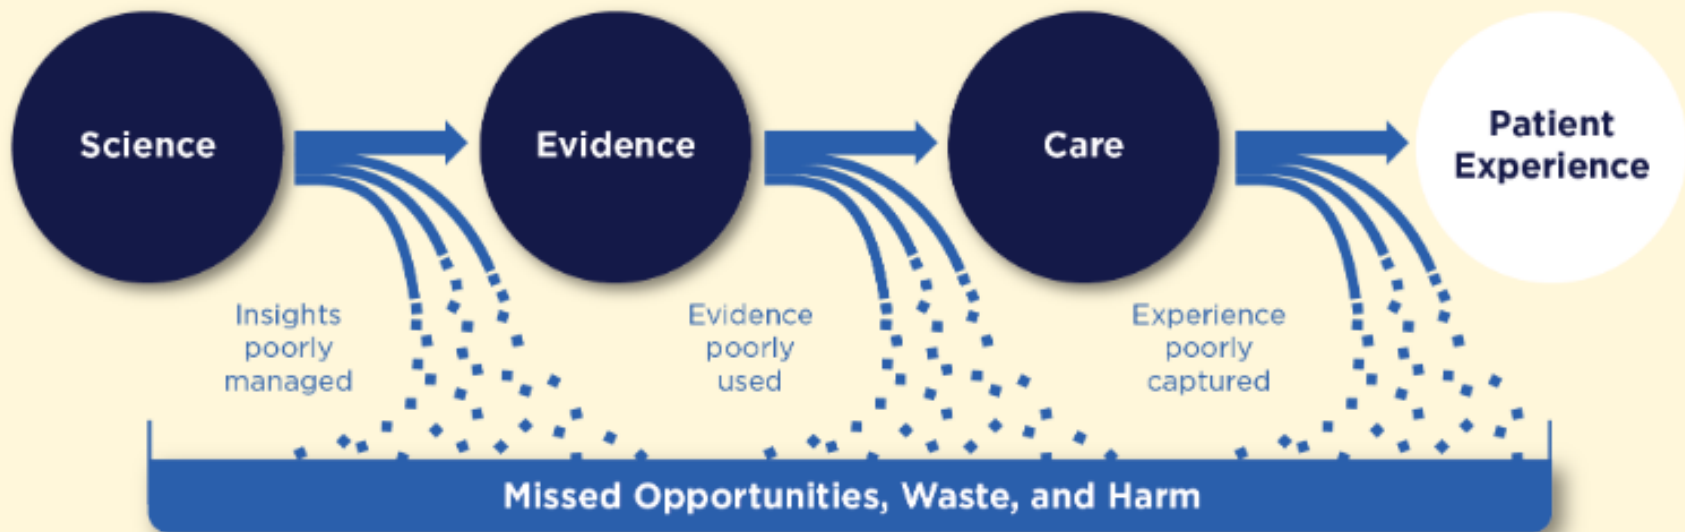 Science
Evidence
Care
Patient
Experience
Insights
poorly
managed
Evidence
poorly
used
Experience
poorly
captured
Missed Opportunities, Waste, and Harm